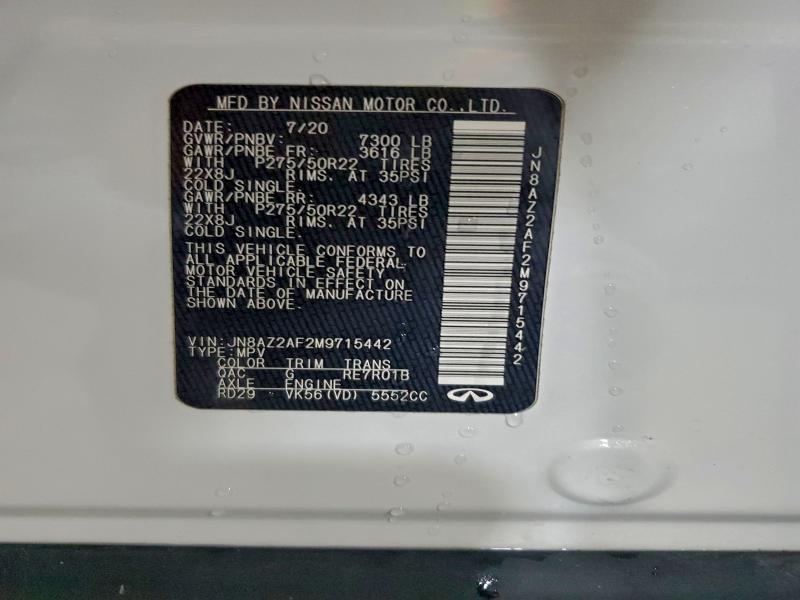 MFD BY NISSAN MOTOR CO.,LTD.
DATE: 7/20
GVWR/PNBV: 7300 LB
GAWR/PNBE FR: 3616 LB
WITH P275/50R22 TIRES
22X8J RIMS. AT 35PSI
COLD SINGLE.
GAWR/PNBE RR: 4343 LB
WITH P275/50R22 TIRES
22X8J RIMS. AT 35PSI
COLD SINGLE.
THIS VEHICLE CONFORMS TO
ALL APPLICABLE FEDERAL
MOTOR VEHICLE SAFETY
STANDARDS IN EFFECT ON
THE DATE OF MANUFACTURE
SHOWN ABOVE.
VIN: JN8AZ2AF2M9715442
TYPE: MPV
COLOR TRIM TRANS
QAC G RE7R01B
AXLE ENGINE
RD29 VK56(VD) 5552CC
JN8AZ2AF2M9715442